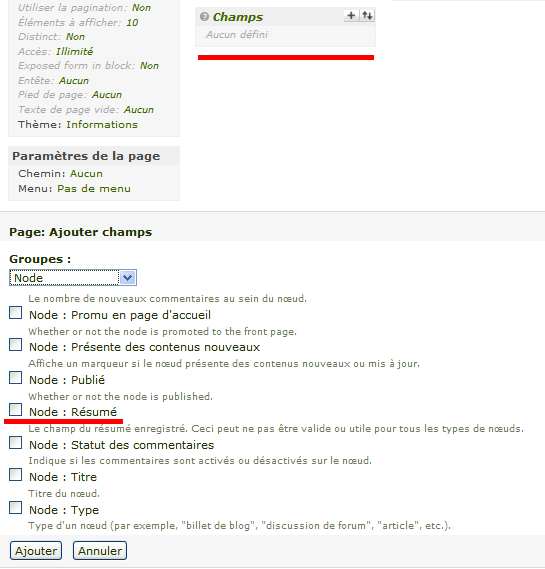 Utiliser la pagination: Non
Éléments à afficher: 10
Distinct: Non
Accès: Illimité
Exposed form in block: Non
Entête: Aucun
Pied de page: Aucun
Texte de page vide: Aucun
Thème: Informations
Champs
Aucun défini
Paramètres de la page
Chemin: Aucun
Menu: Pas de menu
Page: Ajouter champs
Groupes :
Node
Le nombre de nouveaux commentaires au sein du nœud.
Node : Promu en page d'accueil
Whether or not the node is promoted to the front page.
Node : Présente des contenus nouveaux
Affiche un marqueur si le nœud présente des contenus nouveaux ou mis à jour.
Node : Publié
Whether or not the node is published.
Node : Résumé
Le champ du résumé enregistré. Ceci peut ne pas être valide ou utile pour tous les types de nœuds.
Node : Statut des commentaires
Indique si les commentaires sont activés ou désactivés sur le nœud.
Node : Titre
Titre du nœud.
Node : Type
Type d'un nœud (par exemple, "billet de blog", "discussion de forum", "article", etc.).
Ajouter Annuler